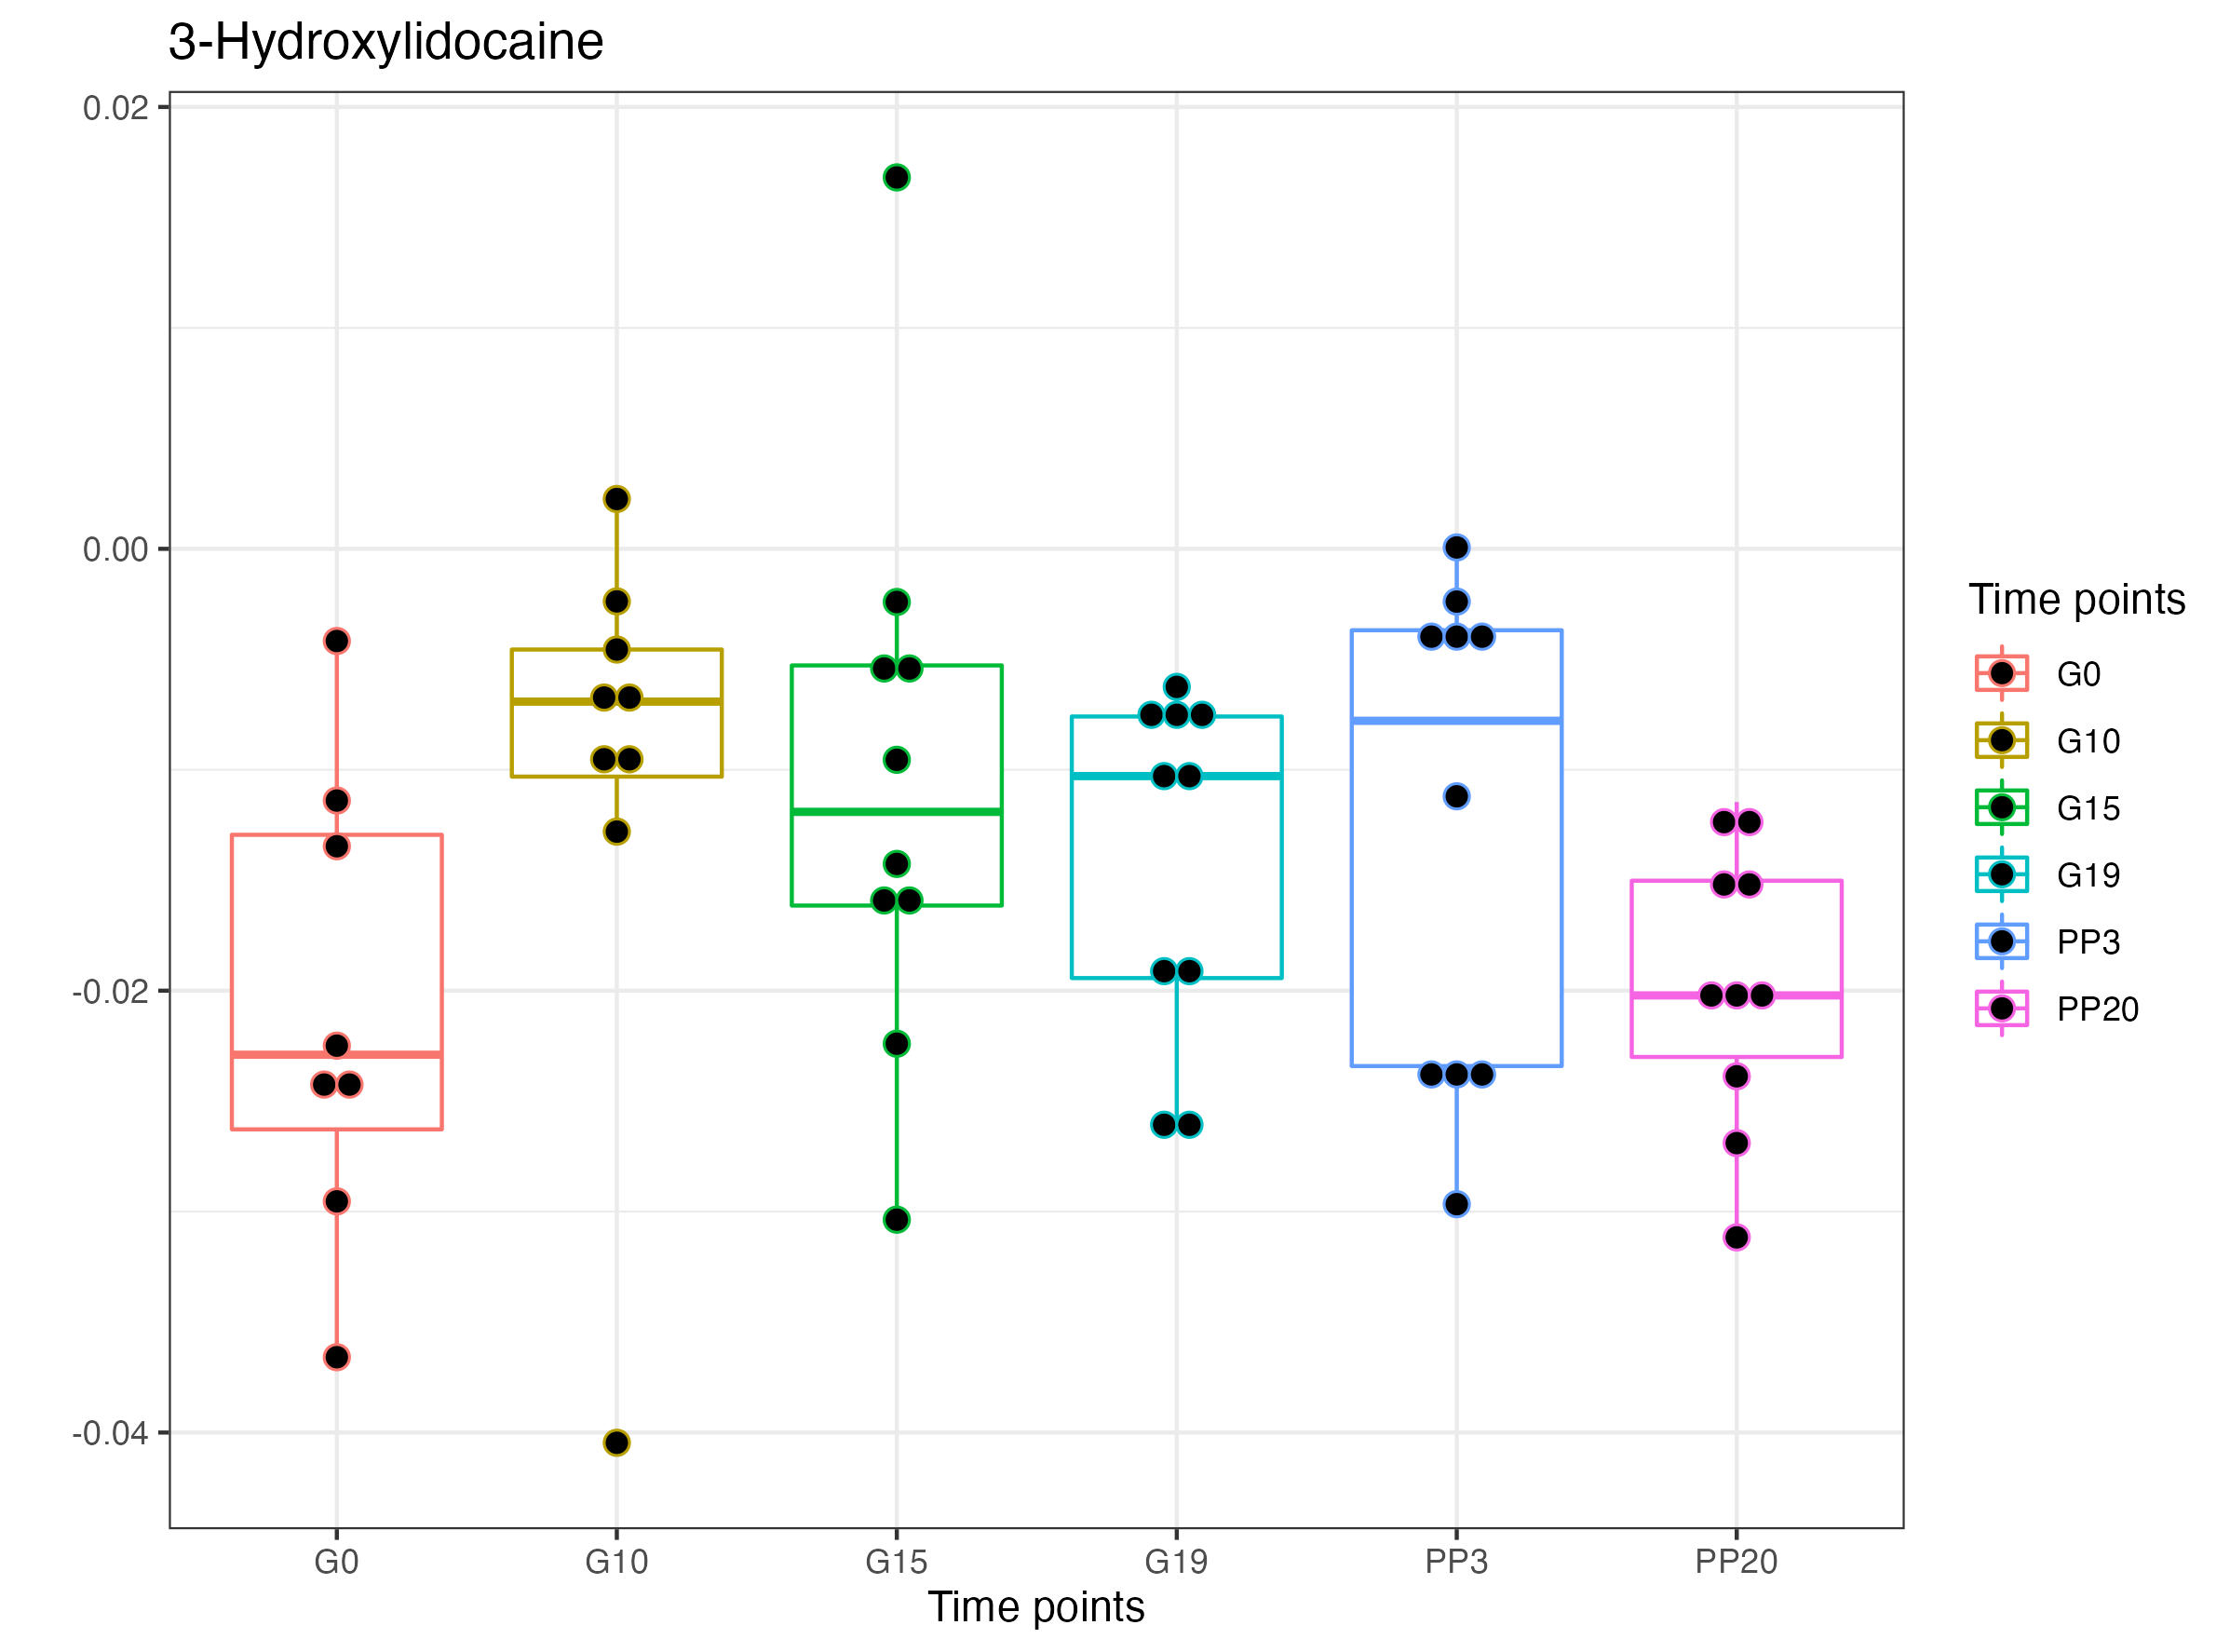 3-Hydroxylidocaine
0.02
0.00
-0.02
-0.04
G0 G10 G15 G19 PP3 PP20
Time points
Time points
G0
G10
G15
G19
PP3
PP20